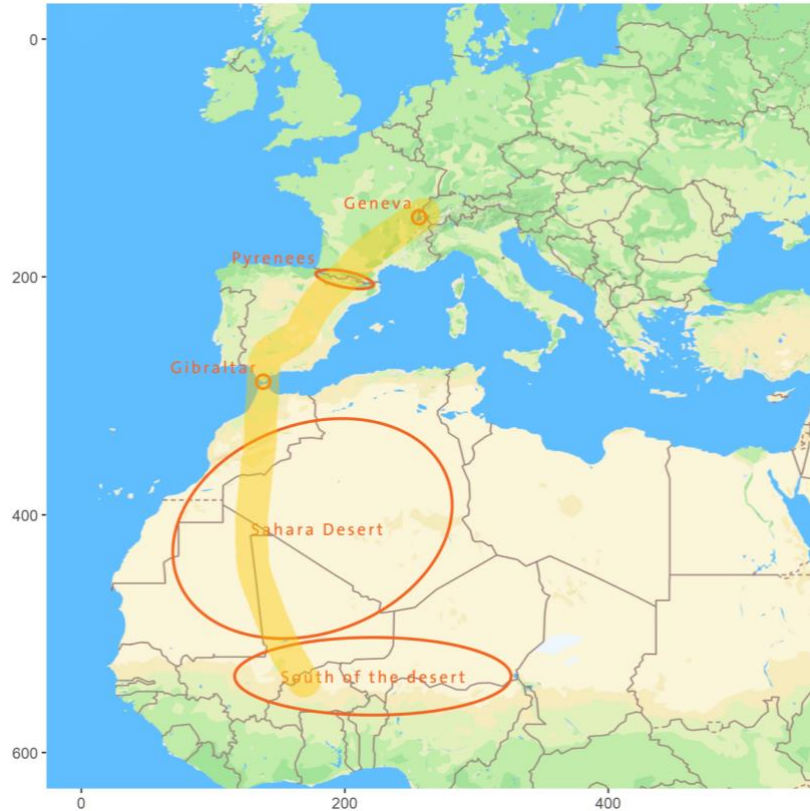 0
Geneva
Pyrenees
200
Gibraltar
400
Sahara Desert
South of the desert
600
0
200
400